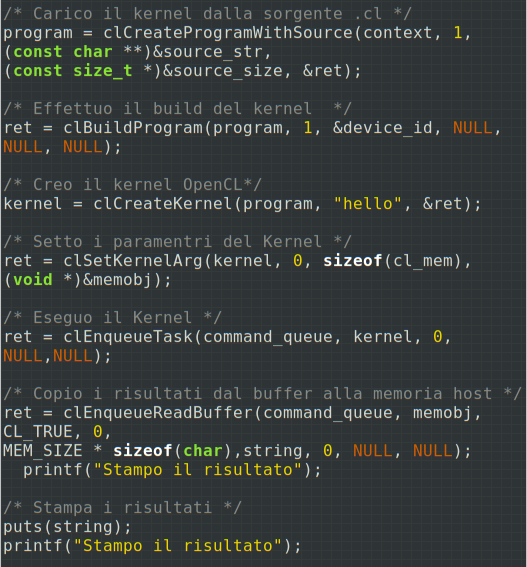 /* Carico il kernel dalla sorgente .cl */
program = clCreateProgramWithSource(context, 1,
(const char **)&source_str,
(const size_t *)&source_size, &ret);
/* Effettuo il build del kernel  */
ret = clBuildProgram(program, 1, &device_id, NULL,
NULL, NULL);
/* Creo il kernel OpenCL*/
kernel = clCreateKernel(program, "hello", &ret);
/* Setto i paramentri del Kernel */
ret = clSetKernelArg(kernel, 0, sizeof(cl_mem),
(void *)&memobj);
/* Eseguo il Kernel */
ret = clEnqueueTask(command_queue, kernel, 0,
NULL,NULL);
/* Copio i risultati dal buffer alla memoria host */
ret = clEnqueueReadBuffer(command_queue, memobj,
CL_TRUE, 0,
MEM_SIZE * sizeof(char),string, 0, NULL, NULL);
  printf("Stampo il risultato");
/* Stampa i risultati */
puts(string);
printf("Stampo il risultato");